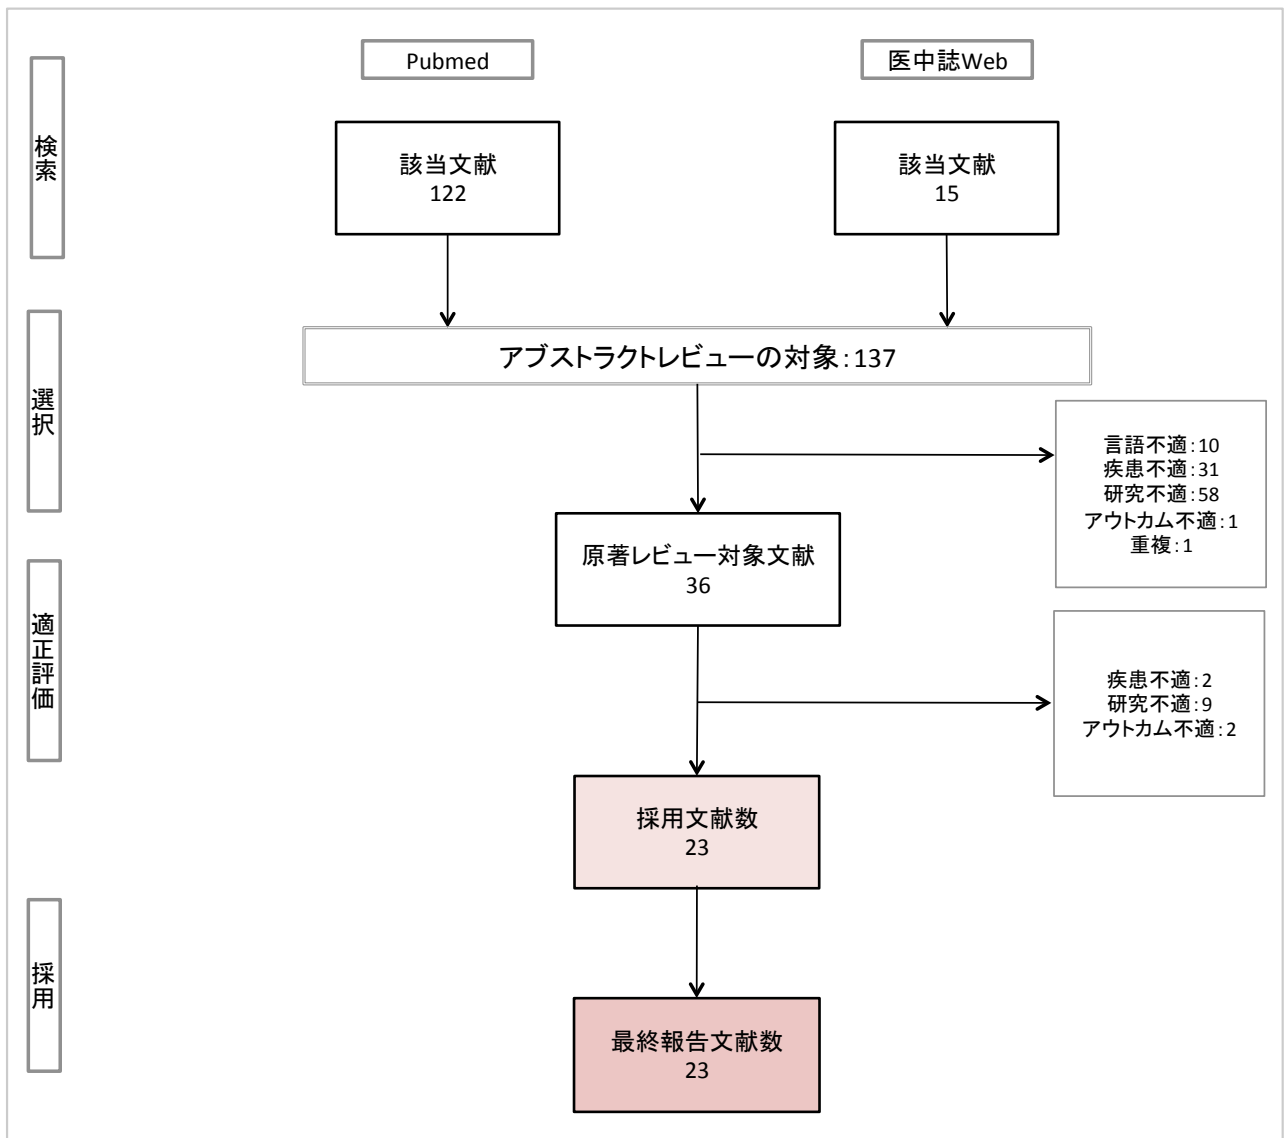 Pubmed
医中誌Web
検索
該当文献
122
該当文献
15
アブストラクトレビューの対象:137
選択
言語不適:10
疾患不適:31
研究不適:58
アウトカム不適:1
重複:1
原著レビュー対象文献
36
適正評価
疾患不適:2
研究不適:9
アウトカム不適:2
採用文献数
23
採用
最終報告文献数
23